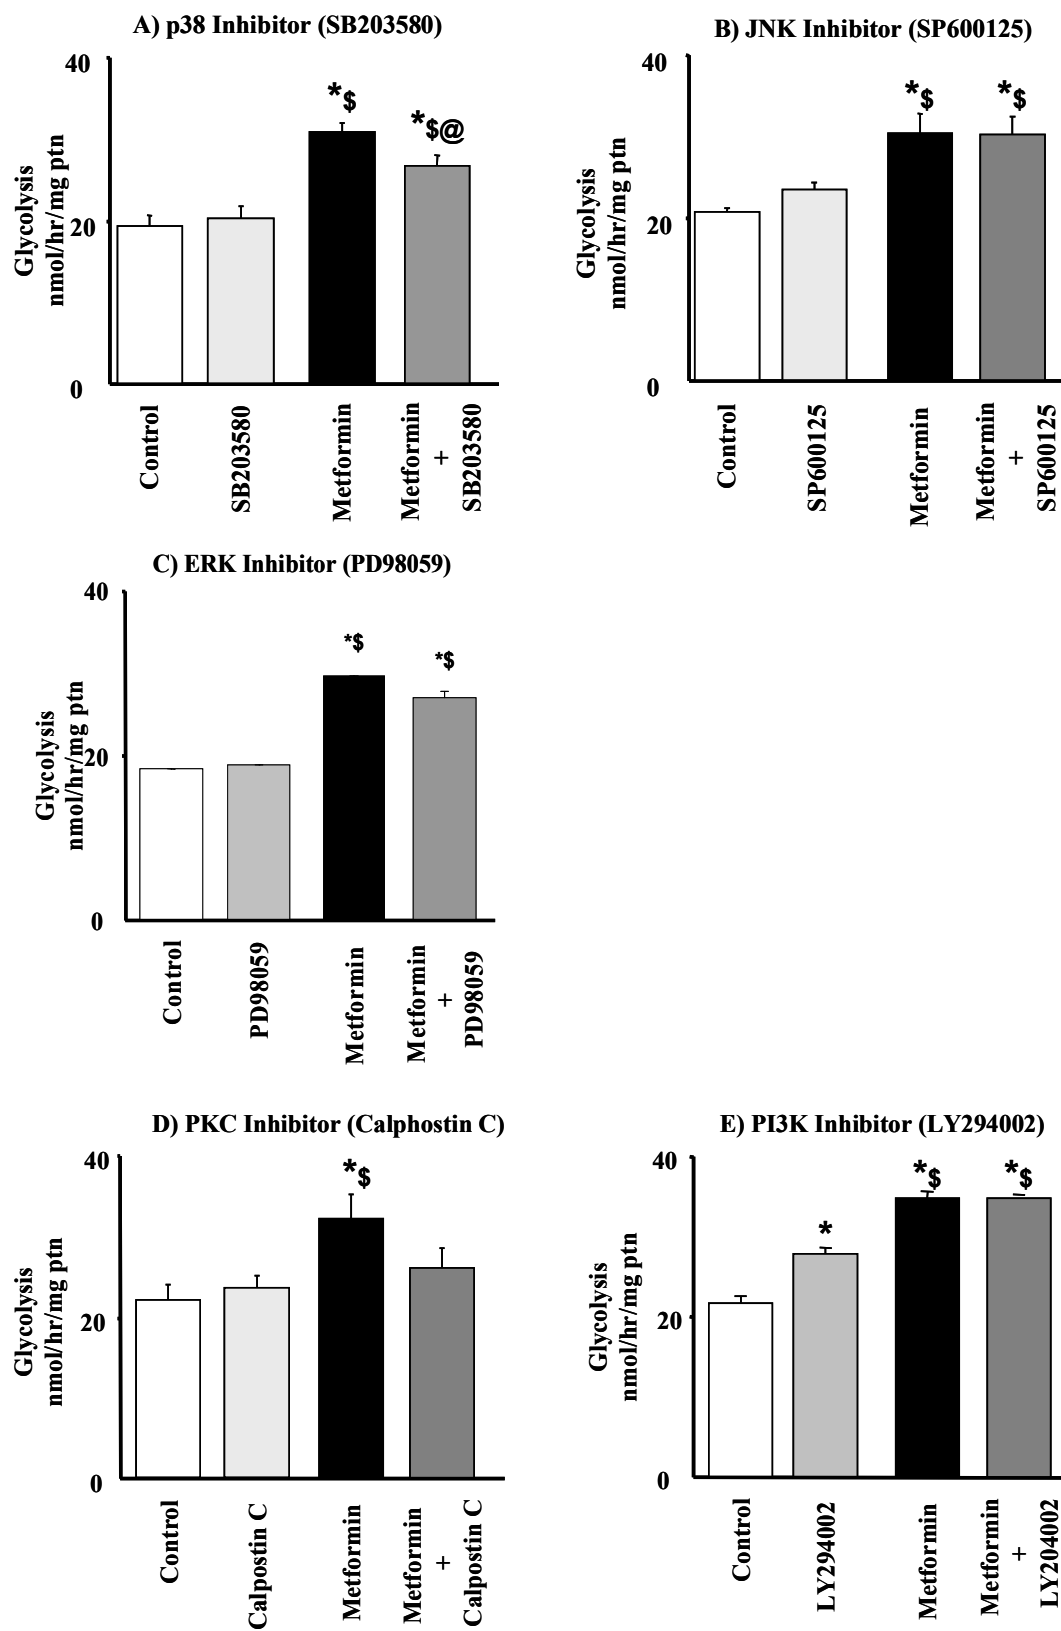 A) p38 Inhibitor (SB203580)
40
20
0
Glycolysis
nmol/hr/mg ptn
*$
*$@
Control
SB203580
Metformin
Metformin
+
SB203580
B) JNK Inhibitor (SP600125)
40
20
0
Glycolysis
nmol/hr/mg ptn
*$
*$
Control
SP600125
Metformin
Metformin
+
SP600125
C) ERK Inhibitor (PD98059)
40
20
0
Glycolysis
nmol/hr/mg ptn
*$
*$
Control
PD98059
Metformin
Metformin
+
PD98059
D) PKC Inhibitor (Calphostin C)
40
20
0
Glycolysis
nmol/hr/mg ptn
*$
Control
Calpostin C
Metformin
Metformin
+
Calpostin C
E) PI3K Inhibitor (LY294002)
40
20
0
Glycolysis
nmol/hr/mg ptn
*
*$
*$
Control
LY294002
Metformin
Metformin
+
LY204002